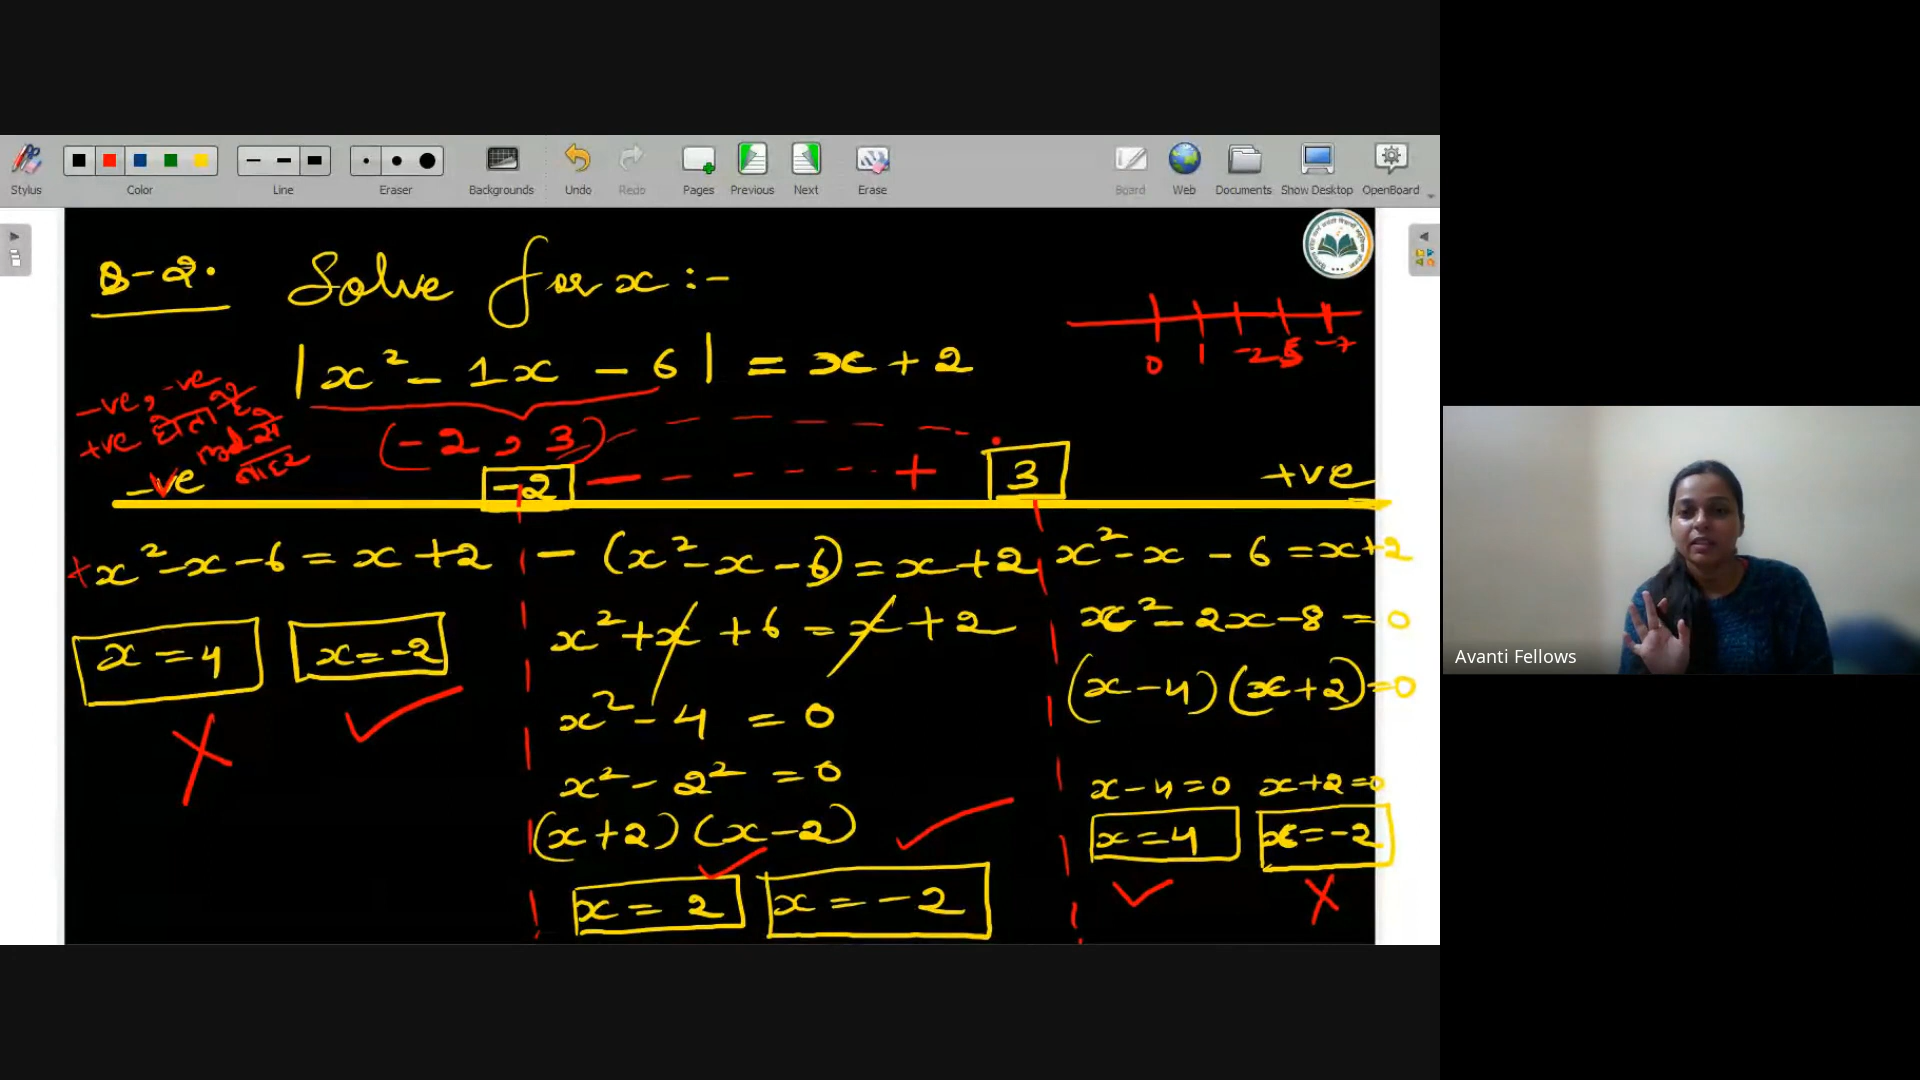 Stylus Color Line Eraser Backgrounds Undo Redo Pages Previous Next Erase Board Web Documents Show Desktop OpenBoard
Q-2. Solve for x :-
|x² - 1x - 6| = x + 2
0 1 -2 5 -7
-ve, -ve
+ve होता है
mod से
बाहर
(-2, 3)
-ve -2 - - - - - + 3 +ve
+x² - x - 6 = x + 2
x = 4 x = -2
- (x² - x - 6) = x + 2
x² + x + 6 = x + 2
x² - 4 = 0
x² - 2² = 0
(x + 2) (x - 2)
x = 2 x = -2
x² - x - 6 = x + 2
x² - 2x - 8 = 0
(x - 4) (x + 2) = 0
x - 4 = 0 x + 2 = 0
x = 4 x = -2
Avanti Fellows